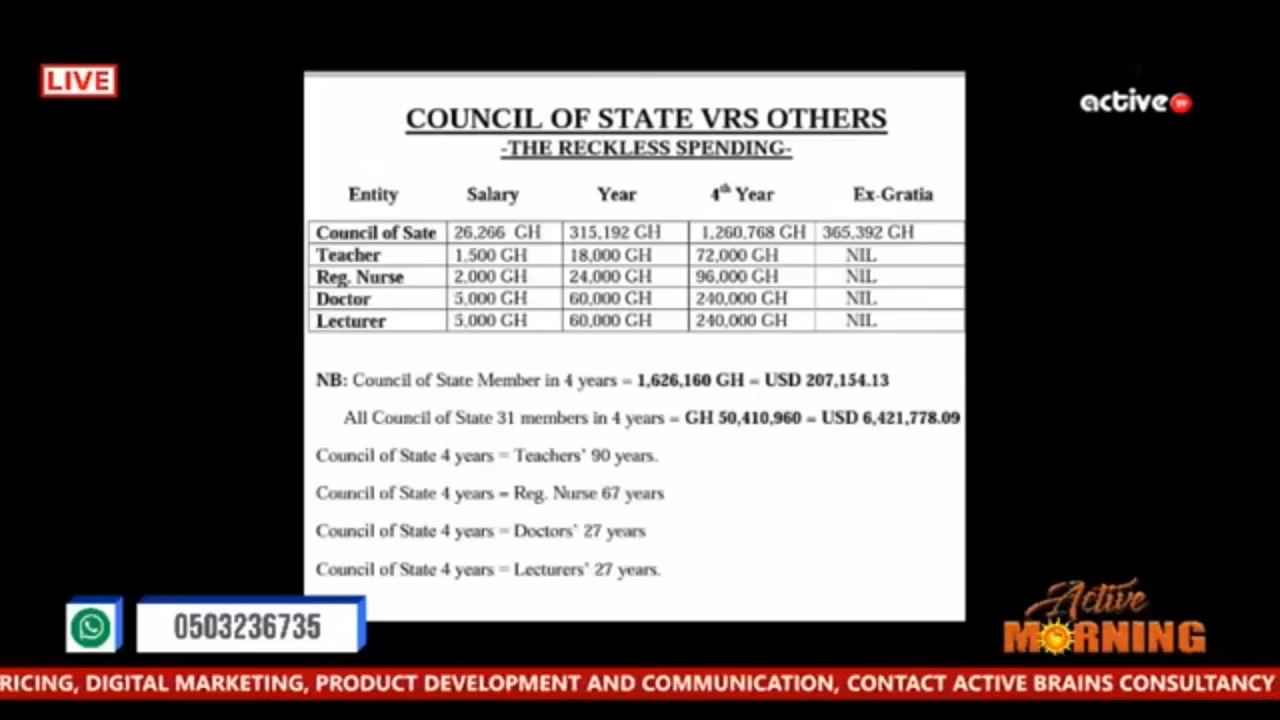 LIVE
active TV
COUNCIL OF STATE VRS OTHERS
-THE RECKLESS SPENDING-
Entity Salary Year 4th Year Ex-Gratia
Council of Sate 26,266 GH 315,192 GH 1,260,768 GH 365,392 GH
Teacher 1,500 GH 18,000 GH 72,000 GH NIL
Reg. Nurse 2,000 GH 24,000 GH 96,000 GH NIL
Doctor 5,000 GH 60,000 GH 240,000 GH NIL
Lecturer 5,000 GH 60,000 GH 240,000 GH NIL
NB: Council of State Member in 4 years = 1,626,160 GH = USD 207,154.13
All Council of State 31 members in 4 years = GH 50,410,960 = USD 6,421,778.09
Council of State 4 years = Teachers' 90 years.
Council of State 4 years = Reg. Nurse 67 years
Council of State 4 years = Doctors' 27 years
Council of State 4 years = Lecturers' 27 years.
0503236735
Active
MORNING
RICING, DIGITAL MARKETING, PRODUCT DEVELOPMENT AND COMMUNICATION, CONTACT ACTIVE BRAINS CONSULTANCY